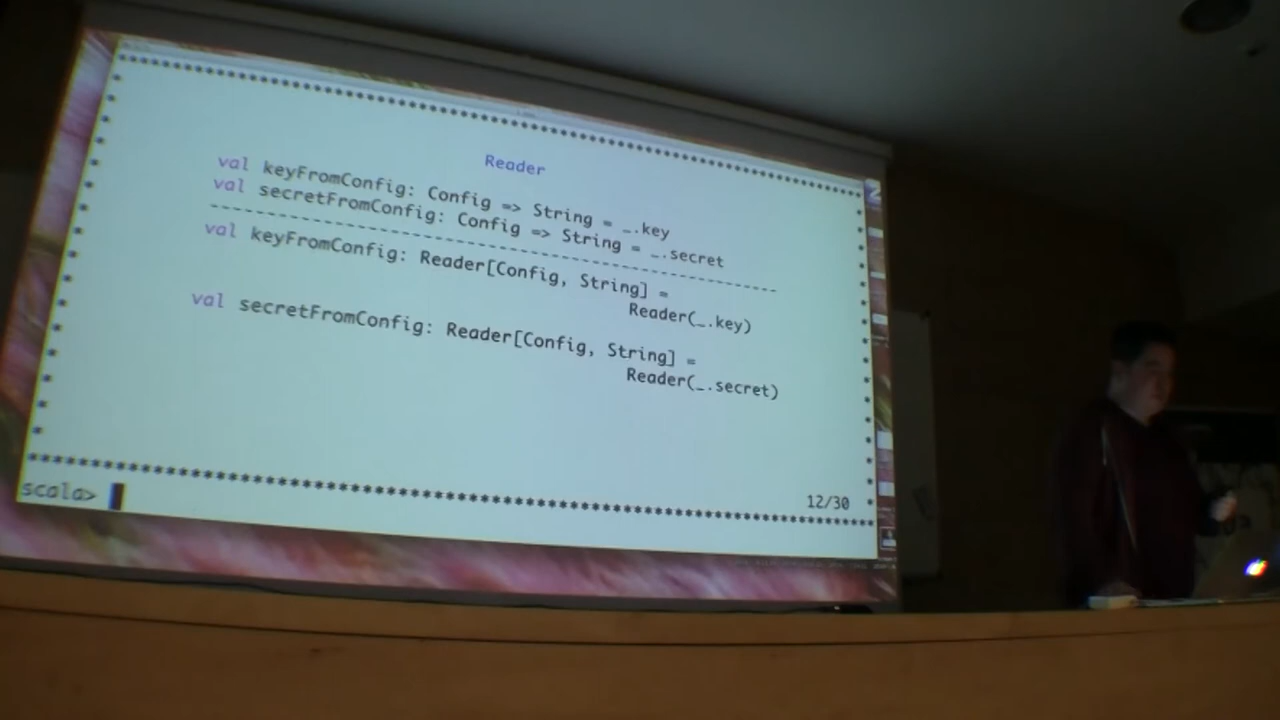 Reader
val keyFromConfig: Config => String = _.key
val secretFromConfig: Config => String = _.secret
--------------------------------------------------
val keyFromConfig: Reader[Config, String] =
Reader(_.key)
val secretFromConfig: Reader[Config, String] =
Reader(_.secret)
12/30
scala>